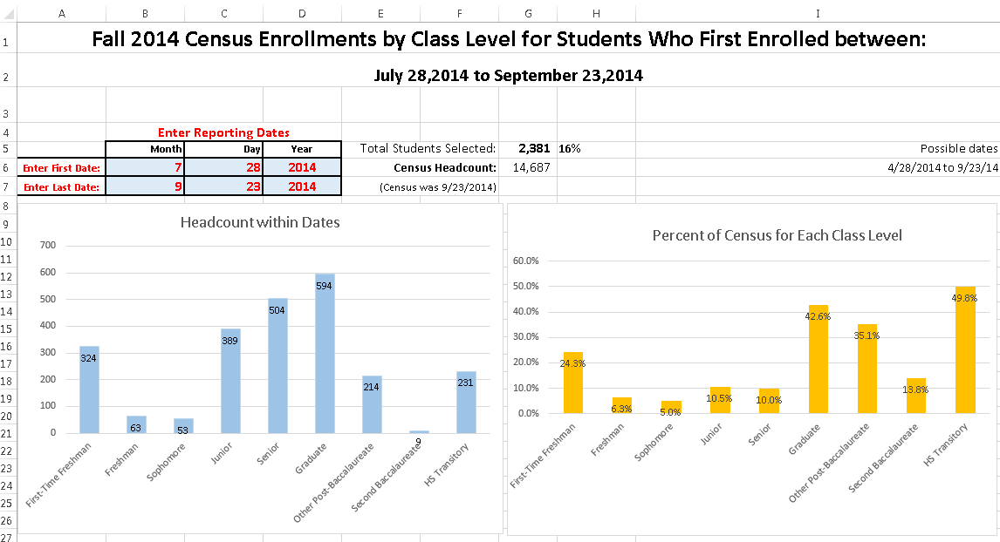 A B C D E F G H I
1 Fall 2014 Census Enrollments by Class Level for Students Who First Enrolled between:
2 July 28,2014 to September 23,2014
3
4 Enter Reporting Dates
5 Month Day Year Total Students Selected: 2,381 16% Possible dates
6 Enter First Date: 7 28 2014 Census Headcount: 14,687 4/28/2014 to 9/23/14
7 Enter Last Date: 9 23 2014 (Census was 9/23/2014)
8
9
10
11
12
13
14
15
16
17
18
19
20
21
22
23
24
25
26
27
Headcount within Dates
700
600
500
400
300
200
100
0
324
63
53
389
504
594
214
9
231
First-Time Freshman
Freshman
Sophomore
Junior
Senior
Graduate
Other Post-Baccalaureate
Second Baccalaureate
HS Transitory
Percent of Census for Each Class Level
60.0%
50.0%
40.0%
30.0%
20.0%
10.0%
0.0%
24.3%
6.3%
5.0%
10.5%
10.0%
42.6%
35.1%
13.8%
49.8%
First-Time Freshman
Freshman
Sophomore
Junior
Senior
Graduate
Other Post-Baccalaureate
Second Baccalaureate
HS Transitory